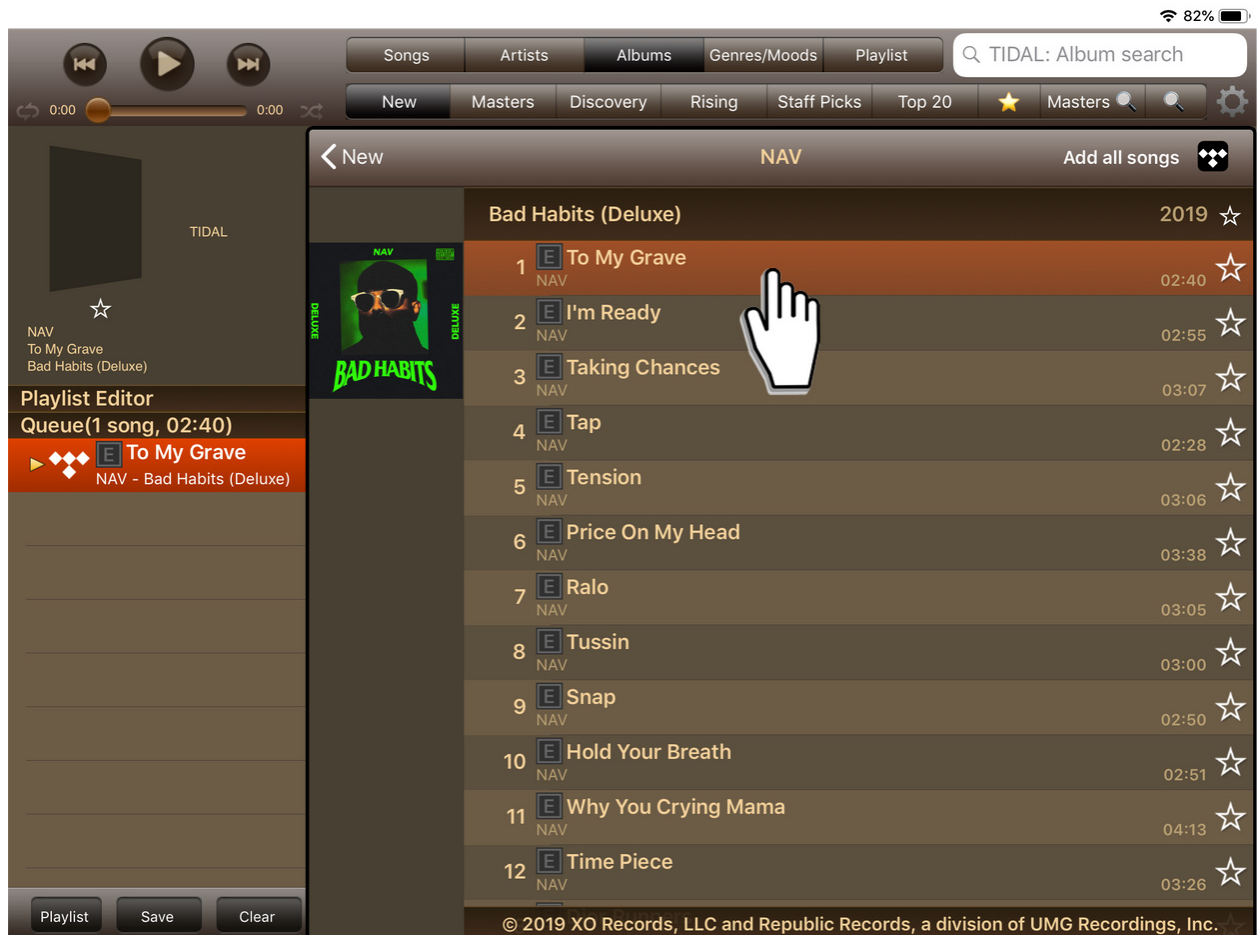 82%
Songs Artists Albums Genres/Moods Playlist
TIDAL: Album search
0:00 0:00
New Masters Discovery Rising Staff Picks Top 20 Masters
New NAV Add all songs
TIDAL
NAV
To My Grave
Bad Habits (Deluxe)
Playlist Editor
Queue(1 song, 02:40)
E To My Grave
NAV - Bad Habits (Deluxe)
Playlist Save Clear
NAV
DELUXE
DELUXE
BAD HABITS
Bad Habits (Deluxe) 2019
1 E To My Grave
NAV 02:40
2 E I'm Ready
NAV 02:55
3 E Taking Chances
NAV 03:07
4 E Tap
NAV 02:28
5 E Tension
NAV 03:06
6 E Price On My Head
NAV 03:38
7 E Ralo
NAV 03:05
8 E Tussin
NAV 03:00
9 E Snap
NAV 02:50
10 E Hold Your Breath
NAV 02:51
11 E Why You Crying Mama
NAV 04:13
12 E Time Piece
NAV 03:26
© 2019 XO Records, LLC and Republic Records, a division of UMG Recordings, Inc.